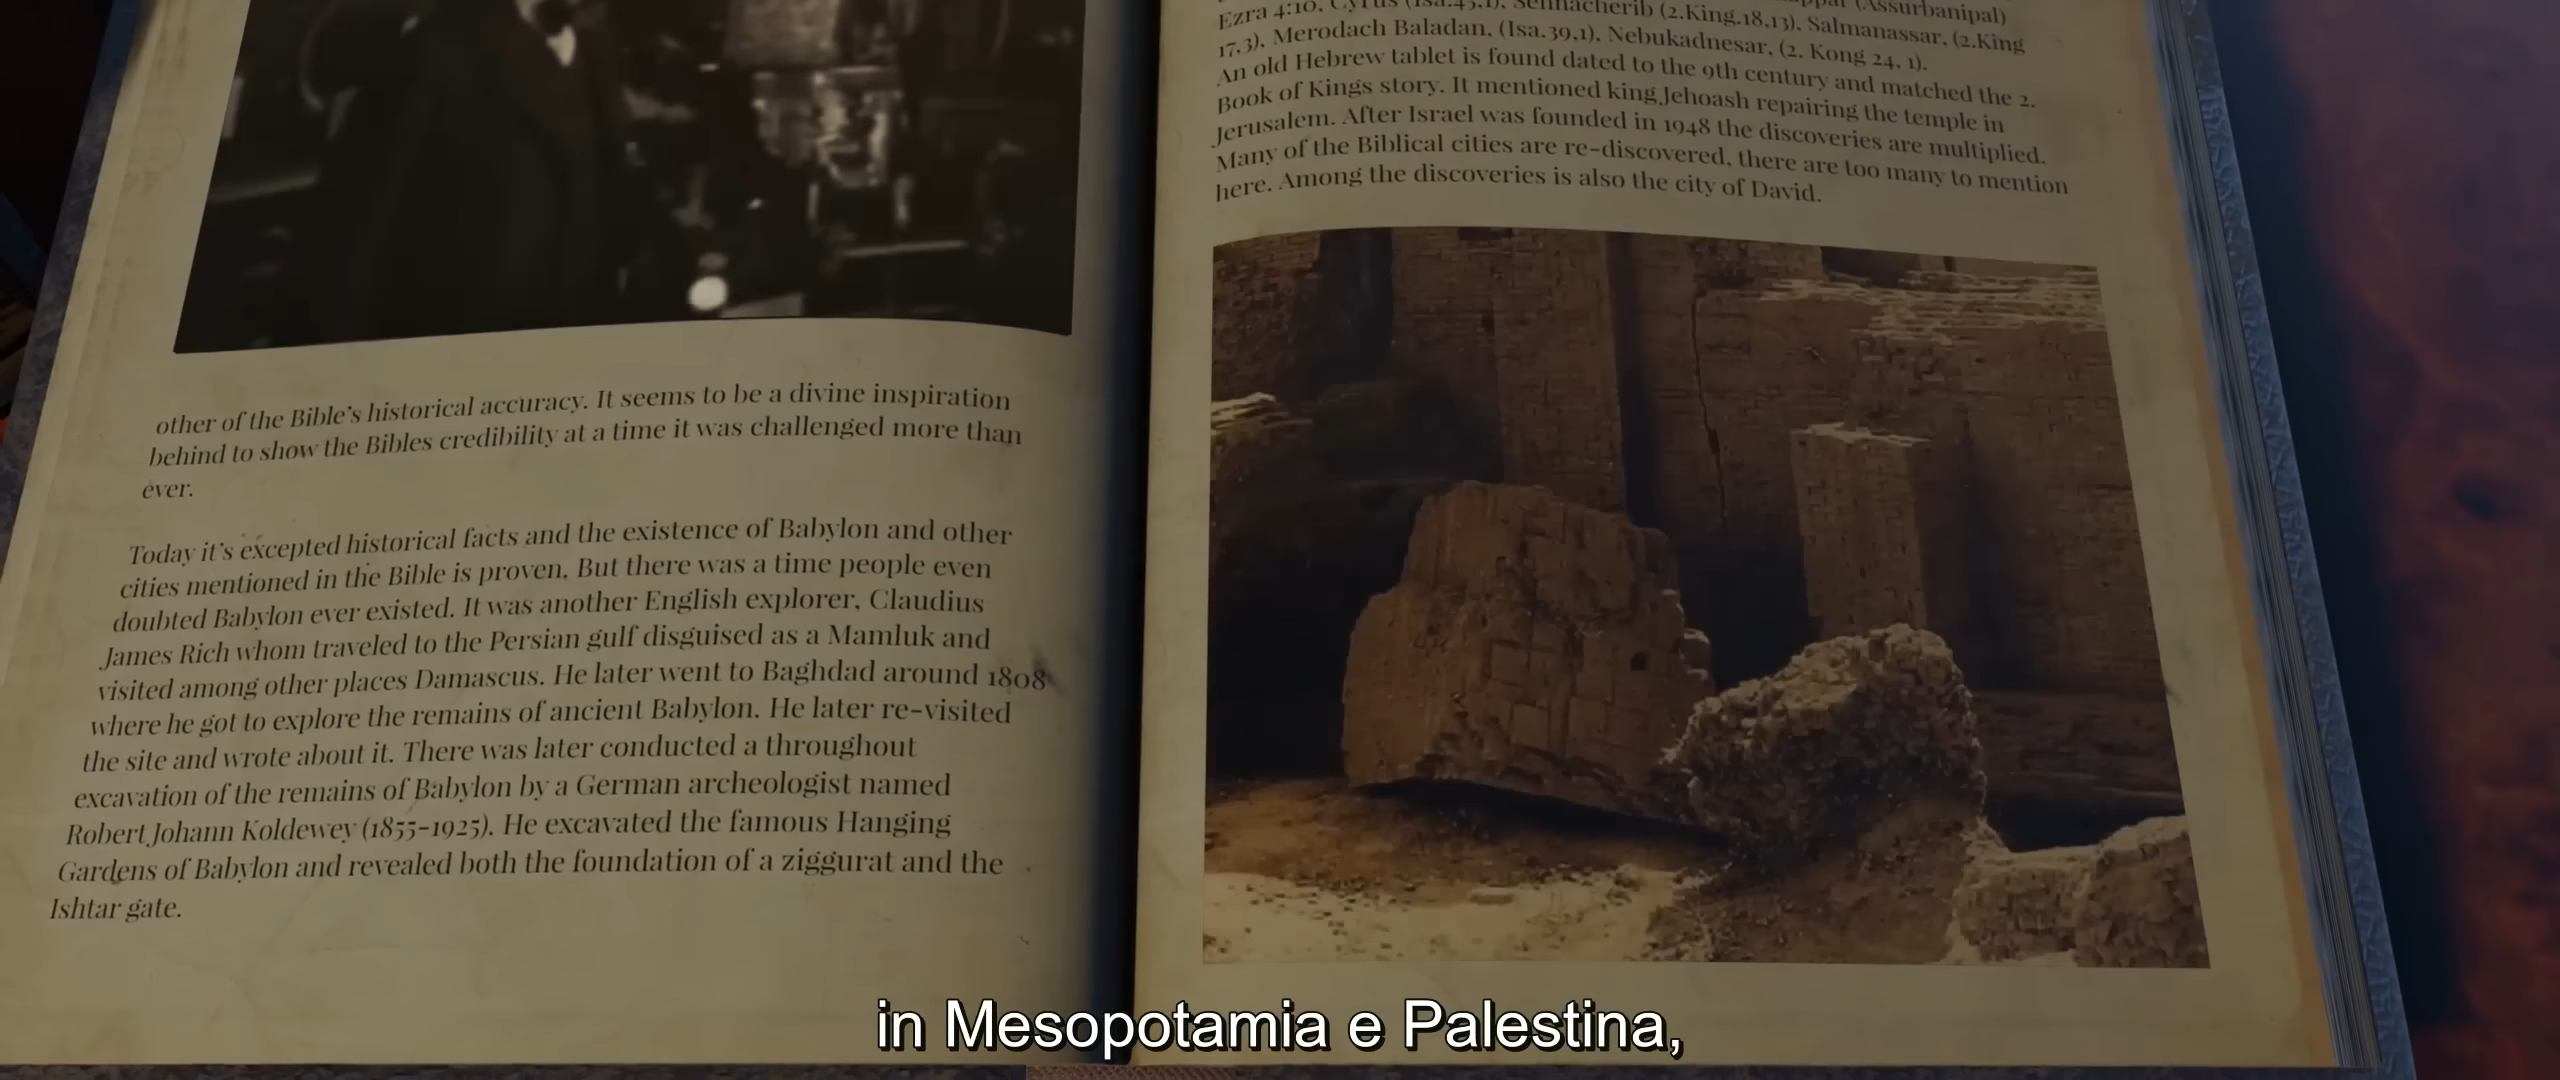 other of the Bible's historical accuracy. It seems to be a divine inspiration
behind to show the Bibles credibility at a time it was challenged more than
ever.
Today it's excepted historical facts and the existence of Babylon and other
cities mentioned in the Bible is proven. But there was a time people even
doubted Babylon ever existed. It was another English explorer, Claudius
James Rich whom traveled to the Persian gulf disguised as a Mamluk and
visited among other places Damascus. He later went to Baghdad around 1808
where he got to explore the remains of ancient Babylon. He later re-visited
the site and wrote about it. There was later conducted a throughout
excavation of the remains of Babylon by a German archeologist named
Robert Johann Koldewey (1855-1925). He excavated the famous Hanging
Gardens of Babylon and revealed both the foundation of a ziggurat and the
Ishtar gate.
(Assurbanipal)
Ezra 4:10, Cyrus (Isa.45,1), Sennacherib (2.King.18,13), Salmanassar, (2.King
17,3), Merodach Baladan, (Isa.39,1), Nebukadnesar, (2. Kong 24, 1).
An old Hebrew tablet is found dated to the 9th century and matched the 2.
Book of Kings story. It mentioned king Jehoash repairing the temple in
Jerusalem. After Israel was founded in 1948 the discoveries are multiplied.
Many of the Biblical cities are re-discovered, there are too many to mention
here. Among the discoveries is also the city of David.
in Mesopotamia e Palestina,